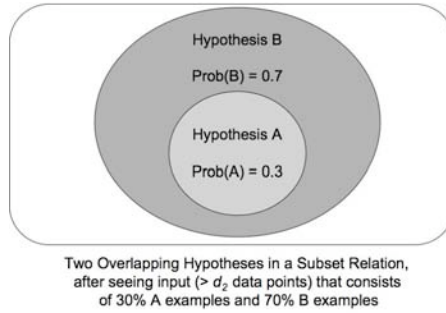 Hypothesis B
Prob(B) = 0.7
Hypothesis A
Prob(A) = 0.3
Two Overlapping Hypotheses in a Subset Relation,
after seeing input (> d₂ data points) that consists
of 30% A examples and 70% B examples